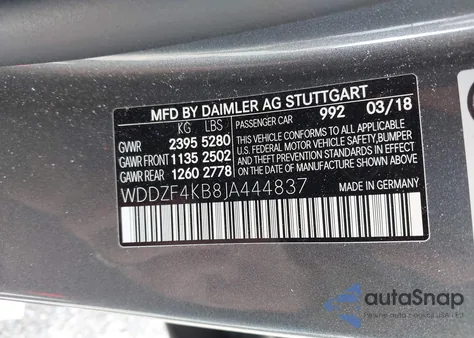 MFD BY DAIMLER AG STUTTGART
KG LBS PASSENGER CAR 992 03/18
GVWR 2395 5280 THIS VEHICLE CONFORMS TO ALL APPLICABLE
GAWR FRONT 1135 2502 U.S. FEDERAL MOTOR VEHICLE SAFETY,BUMPER
GAWR REAR 1260 2778 AND THEFT PREVENTION STANDARDS IN EFFECT
ON THE DATE OF MANUFACTURE SHOWN ABOVE.
WDDZF4KB8JA444837 MADE IN GERMANY
autaSnap